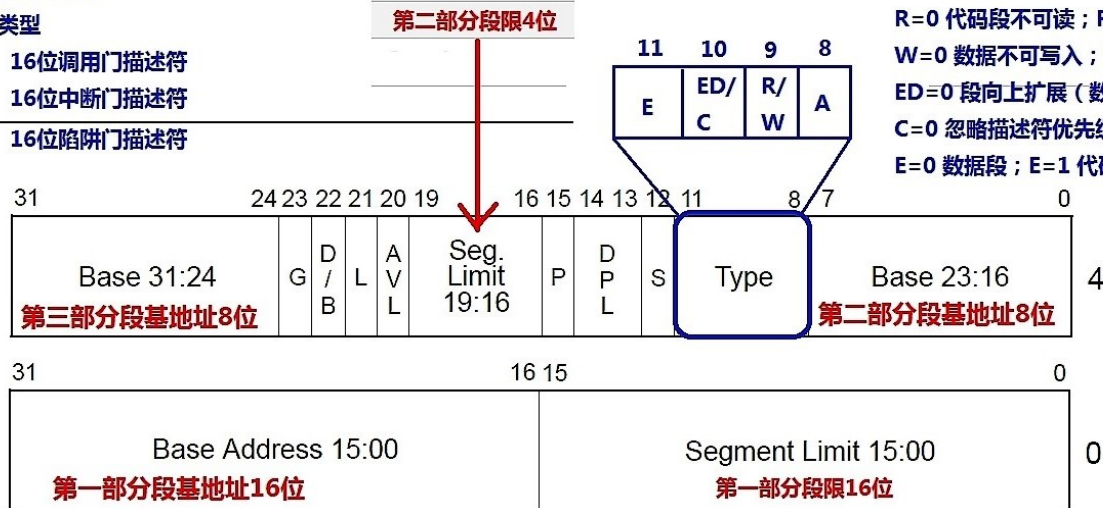 类型
第二部分段限4位
16位调用门描述符
16位中断门描述符
16位陷阱门描述符
11 10 9 8
E ED/C R/W A
R=0 代码段不可读；
W=0 数据不可写入；
ED=0 段向上扩展（数
C=0 忽略描述符优先级
E=0 数据段；E=1 代码
31 24 23 22 21 20 19 16 15 14 13 12 11 8 7 0
Base 31:24 G D/B L AVL Seg. Limit 19:16 P DPL S Type Base 23:16 4
第三部分段基地址8位 第二部分段基地址8位
31 16 15 0
Base Address 15:00 Segment Limit 15:00 0
第一部分段基地址16位 第一部分段限16位